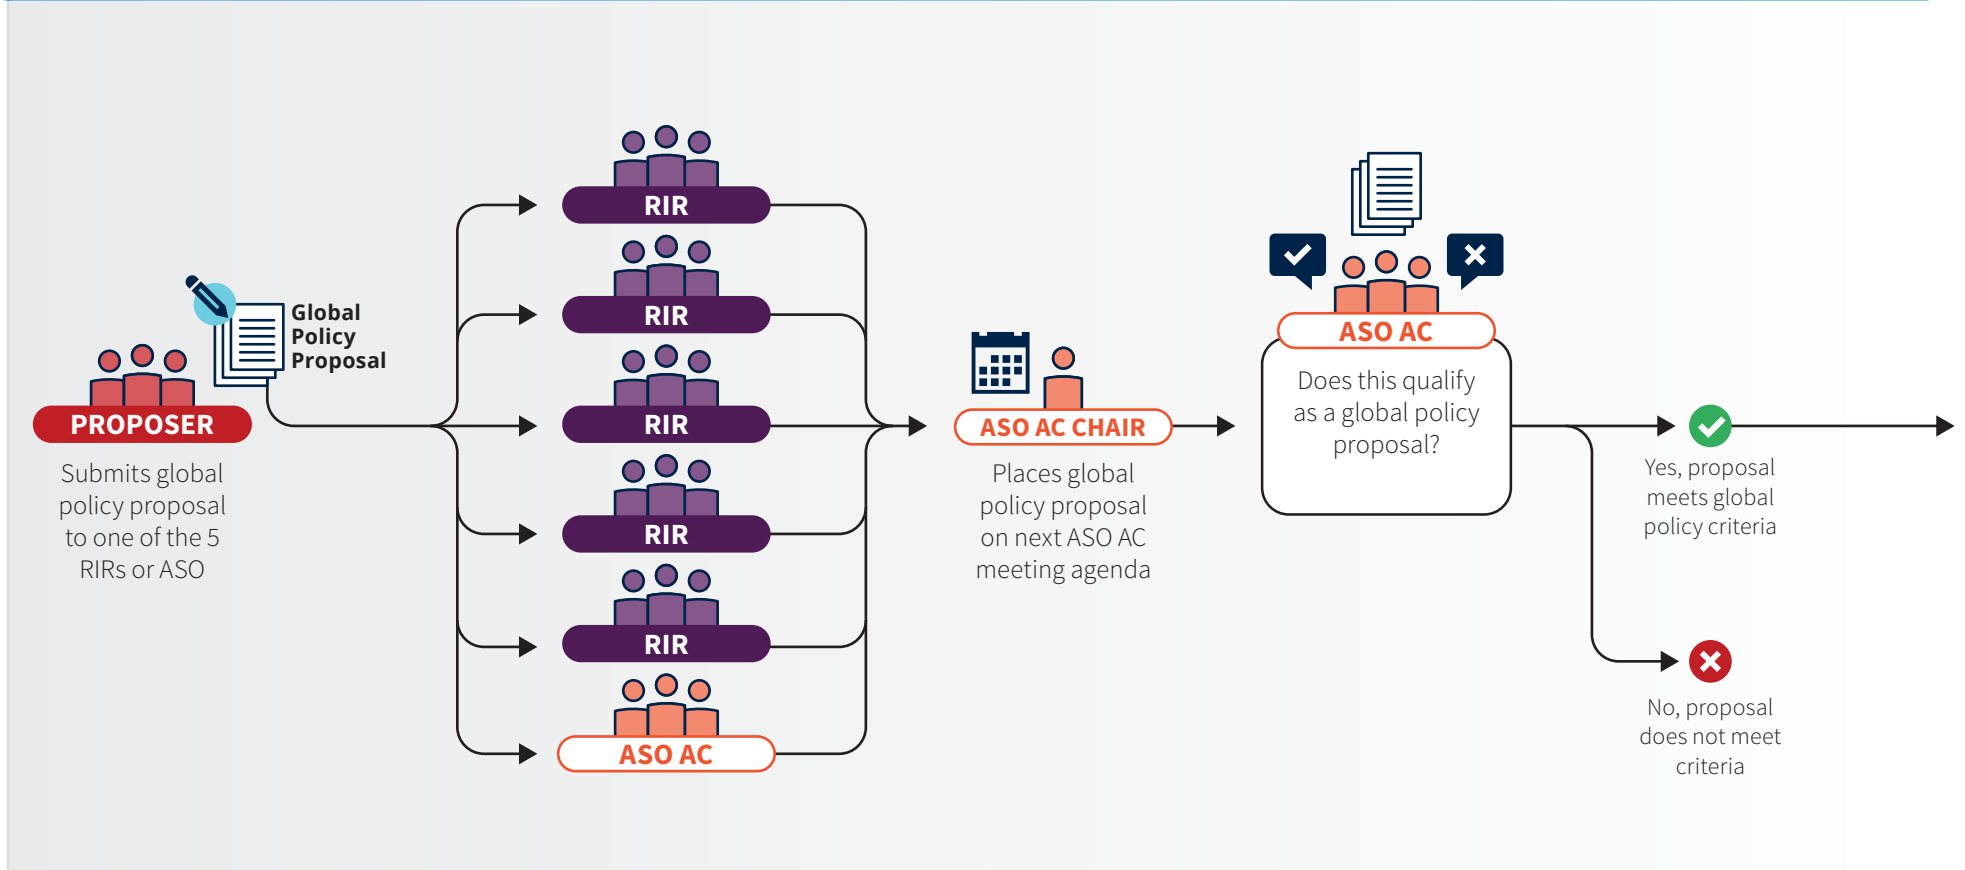 Global
Policy
Proposal
PROPOSER
Submits global
policy proposal
to one of the 5
RIRs or ASO
RIR
RIR
RIR
RIR
RIR
ASO AC
ASO AC CHAIR
Places global
policy proposal
on next ASO AC
meeting agenda
ASO AC
Does this qualify
as a global policy
proposal?
Yes, proposal
meets global
policy criteria
No, proposal
does not meet
criteria